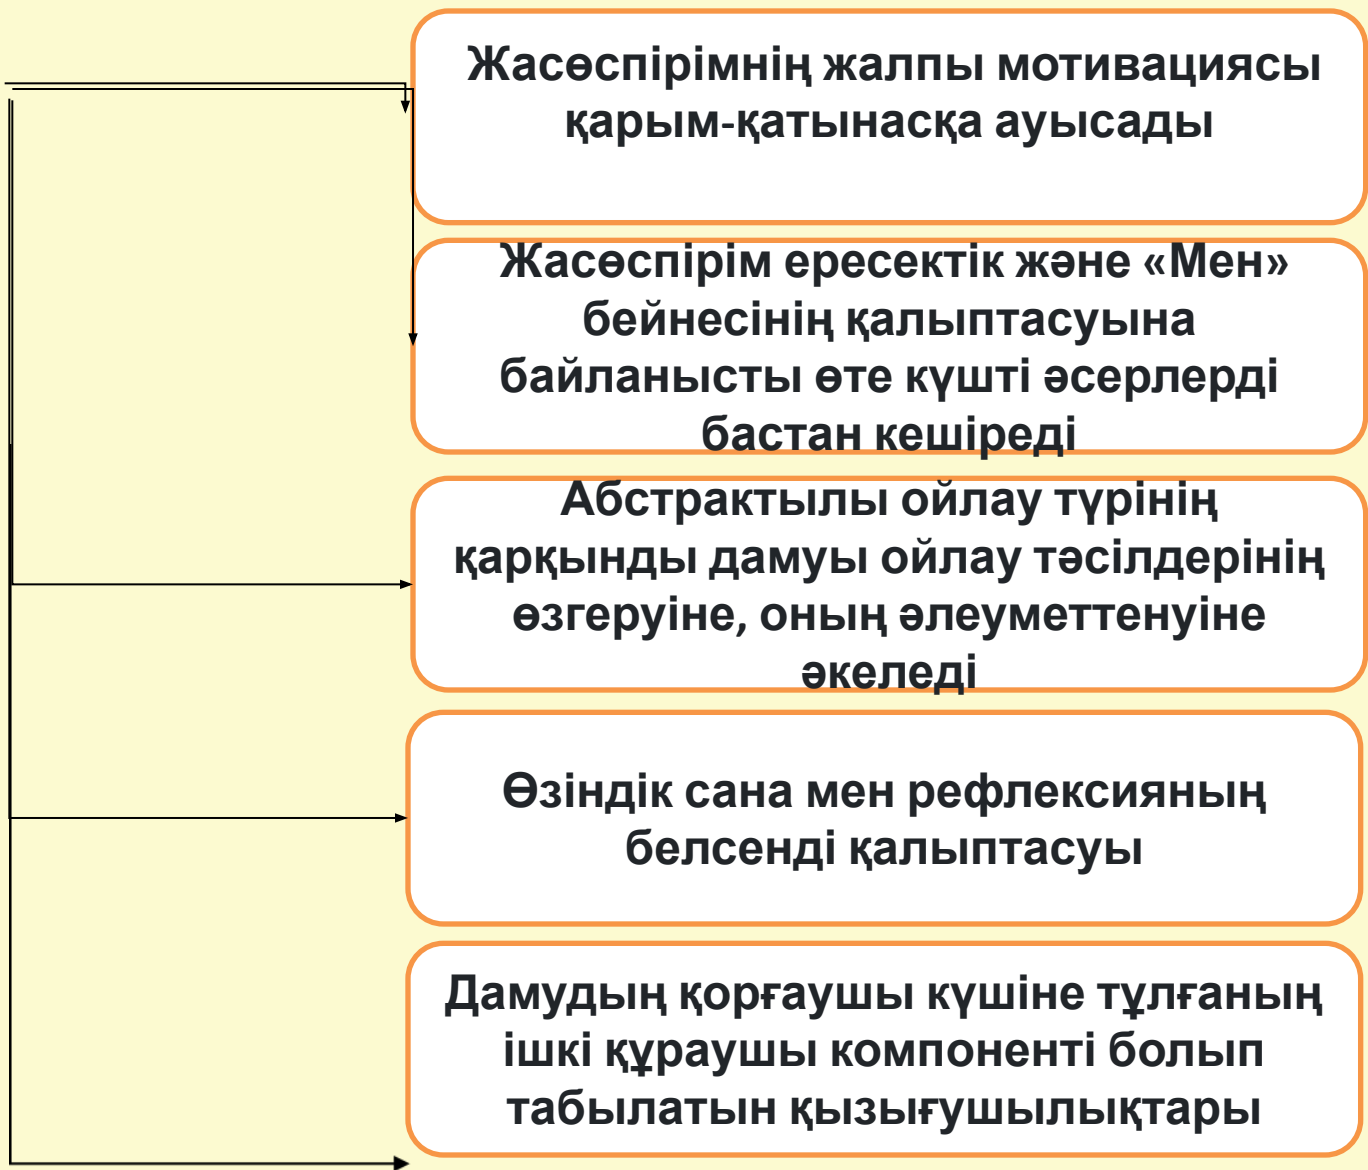 Жасөспірімнің жалпы мотивациясы
қарым-қатынасқа ауысады
Жасөспірім ересектік және «Мен»
бейнесінің қалыптасуына
байланысты өте күшті әсерлерді
бастан кешіреді
Абстрактылы ойлау түрінің
қарқынды дамуы ойлау тәсілдерінің
өзгеруіне, оның әлеуметтенуіне
әкеледі
Өзіндік сана мен рефлексияның
белсенді қалыптасуы
Дамудың қорғаушы күшіне тұлғаның
ішкі құраушы компоненті болып
табылатын қызығушылықтары